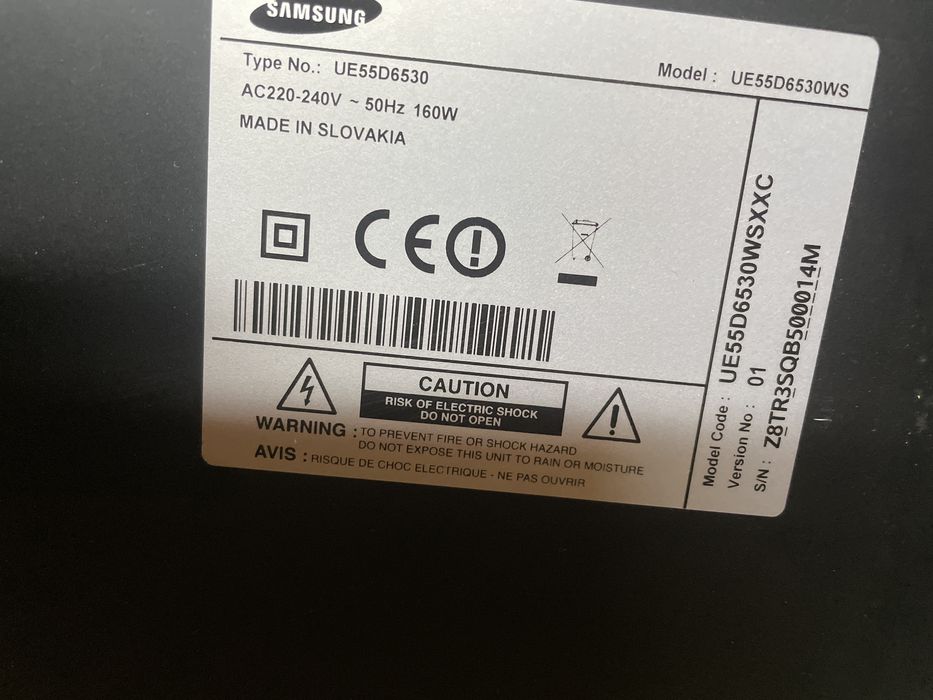 SAMSUNG
Type No.: UE55D6530
Model : UE55D6530WS
AC220-240V ~ 50Hz 160W
MADE IN SLOVAKIA
CE
CAUTION
RISK OF ELECTRIC SHOCK
DO NOT OPEN
WARNING : TO PREVENT FIRE OR SHOCK HAZARD
DO NOT EXPOSE THIS UNIT TO RAIN OR MOISTURE
AVIS : RISQUE DE CHOC ELECTRIQUE - NE PAS OUVRIR
Model Code : UE55D6530WSXXC
Version No : 01
S/N : Z8TR3SQB500014M